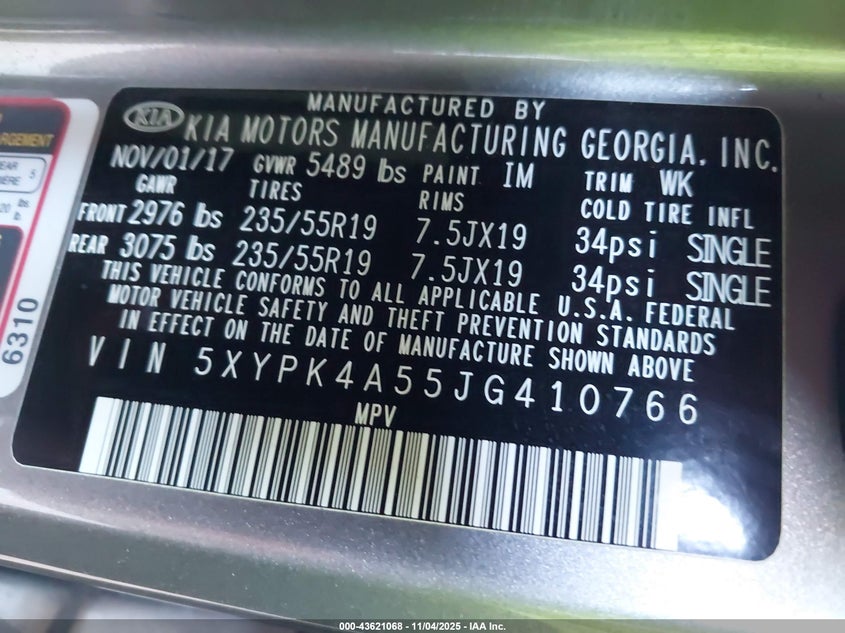 MANUFACTURED BY
KIA KIA MOTORS MANUFACTURING GEORGIA, INC.
NOV/01/17 GVWR 5489 lbs PAINT IM TRIM WK
GAWR TIRES RIMS COLD TIRE INFL
FRONT 2976 lbs 235/55R19 7.5JX19 34psi SINGLE
REAR 3075 lbs 235/55R19 7.5JX19 34psi SINGLE
THIS VEHICLE CONFORMS TO ALL APPLICABLE U.S.A. FEDERAL
MOTOR VEHICLE SAFETY AND THEFT PREVENTION STANDARDS
IN EFFECT ON THE DATE OF MANUFACTURE SHOWN ABOVE
VIN 5XYPK4A55JG410766
MPV
5
lbs
6310
000-43621068 - 11/04/2025 - IAA Inc.